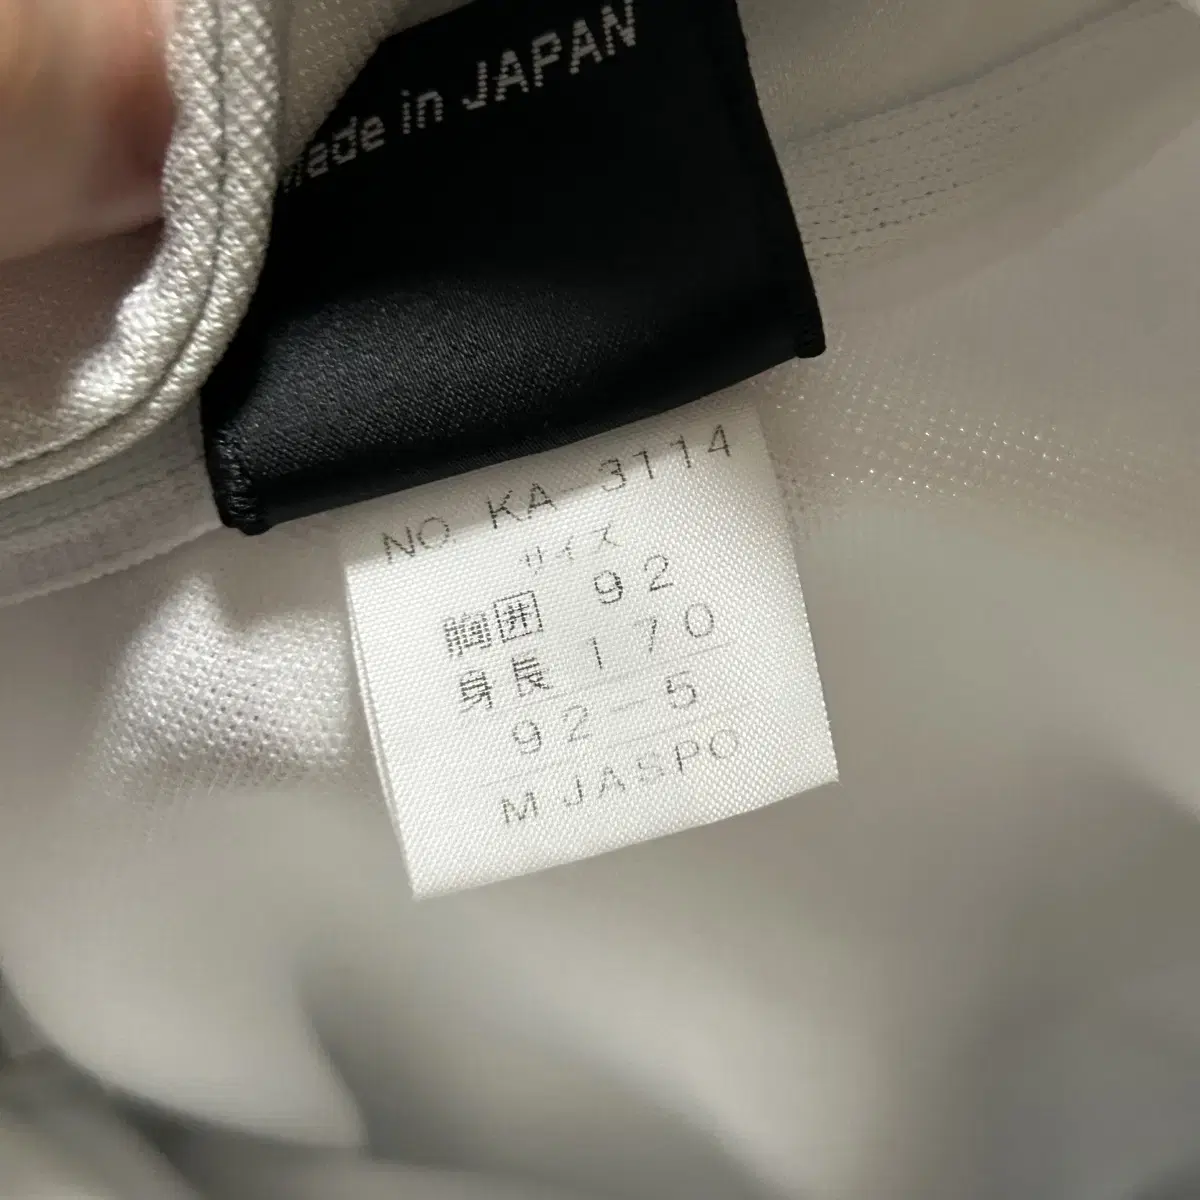 Made in JAPAN
NO. KA-3114
サイズ
胸囲 92
身長 170
92-5
M JASPO